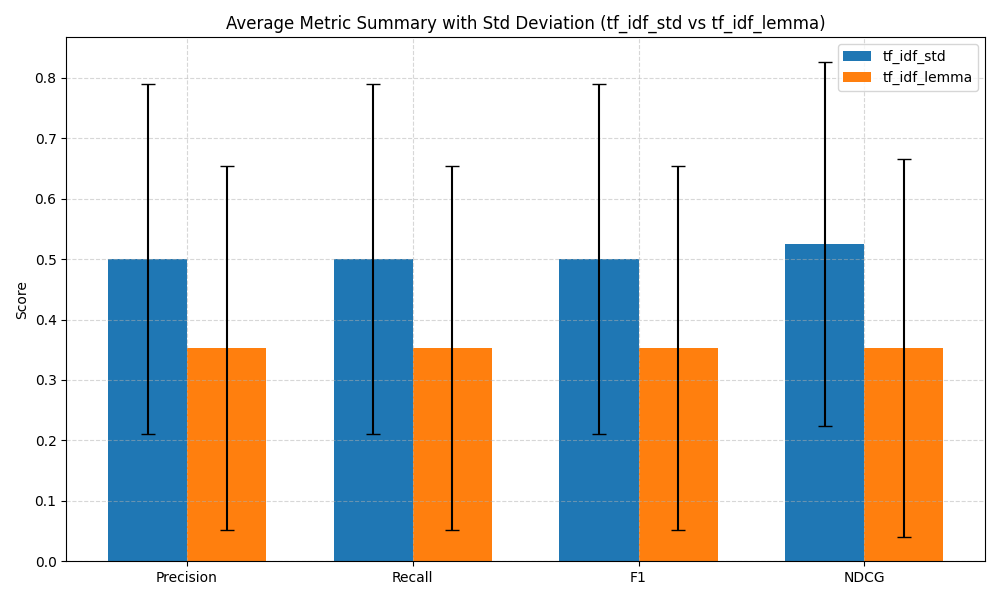 Average Metric Summary with Std Deviation (tf_idf_std vs tf_idf_lemma)
tf_idf_std
tf_idf_lemma
Score
0.8
0.7
0.6
0.5
0.4
0.3
0.2
0.1
0.0
Precision
Recall
F1
NDCG